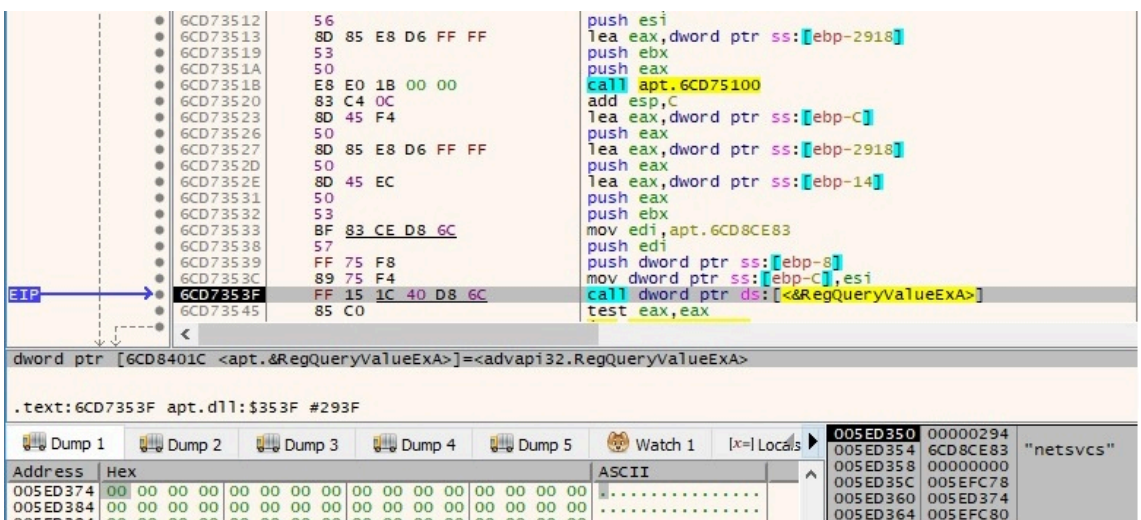 6CD73512 56 push esi
6CD73513 8D 85 E8 D6 FF FF lea eax,dword ptr ss:[ebp-2918]
6CD73519 53 push ebx
6CD7351A 50 push eax
6CD7351B E8 E0 1B 00 00 call apt.6CD75100
6CD73520 83 C4 0C add esp,C
6CD73523 8D 45 F4 lea eax,dword ptr ss:[ebp-C]
6CD73526 50 push eax
6CD73527 8D 85 E8 D6 FF FF lea eax,dword ptr ss:[ebp-2918]
6CD7352D 50 push eax
6CD7352E 8D 45 EC lea eax,dword ptr ss:[ebp-14]
6CD73531 50 push eax
6CD73532 53 push ebx
6CD73533 BF 83 CE D8 6C mov edi,apt.6CD8CE83
6CD73538 57 push edi
6CD73539 FF 75 F8 push dword ptr ss:[ebp-8]
6CD7353C 89 75 F4 mov dword ptr ss:[ebp-C],esi
EIP 6CD7353F FF 15 1C 40 D8 6C call dword ptr ds:[<&RegQueryValueExA>]
6CD73545 85 C0 test eax,eax
dword ptr [6CD8401C <apt.&RegQueryValueExA>]=<advapi32.RegQueryValueExA>
.text:6CD7353F apt.dll:$353F #293F
Dump 1 Dump 2 Dump 3 Dump 4 Dump 5 Watch 1 [x=] Locals
Address Hex ASCII
005ED374 00 00 00 00 00 00 00 00 00 00 00 00 00 00 00 00 ................
005ED384 00 00 00 00 00 00 00 00 00 00 00 00 00 00 00 00 ................
005ED350 00000294
005ED354 6CD8CE83 "netsvcs"
005ED358 00000000
005ED35C 005EFC78
005ED360 005ED374
005ED364 005EFC80